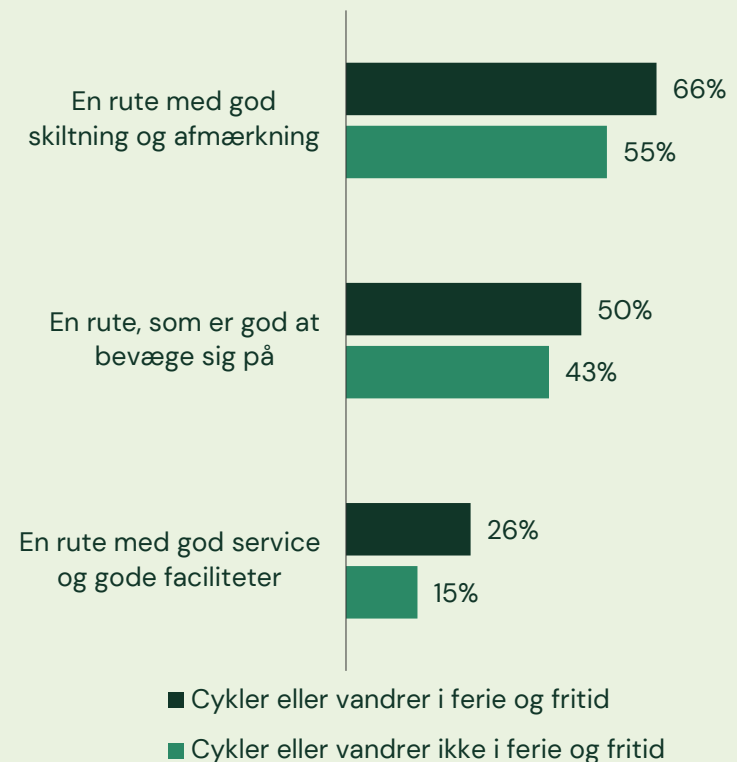 En rute med god
skiltning og afmærkning
66%
55%
En rute, som er god at
bevæge sig på
50%
43%
En rute med god service
og gode faciliteter
26%
15%
Cykler eller vandrer i ferie og fritid
Cykler eller vandrer ikke i ferie og fritid